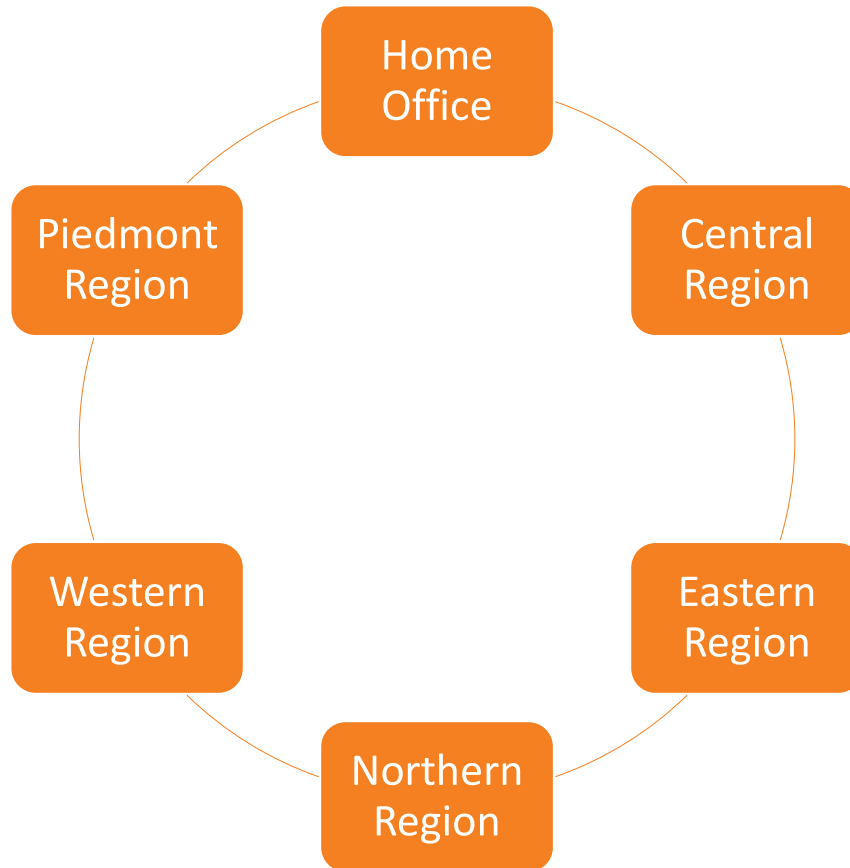 Home
Office
Piedmont
Region
Central
Region
Western
Region
Eastern
Region
Northern
Region